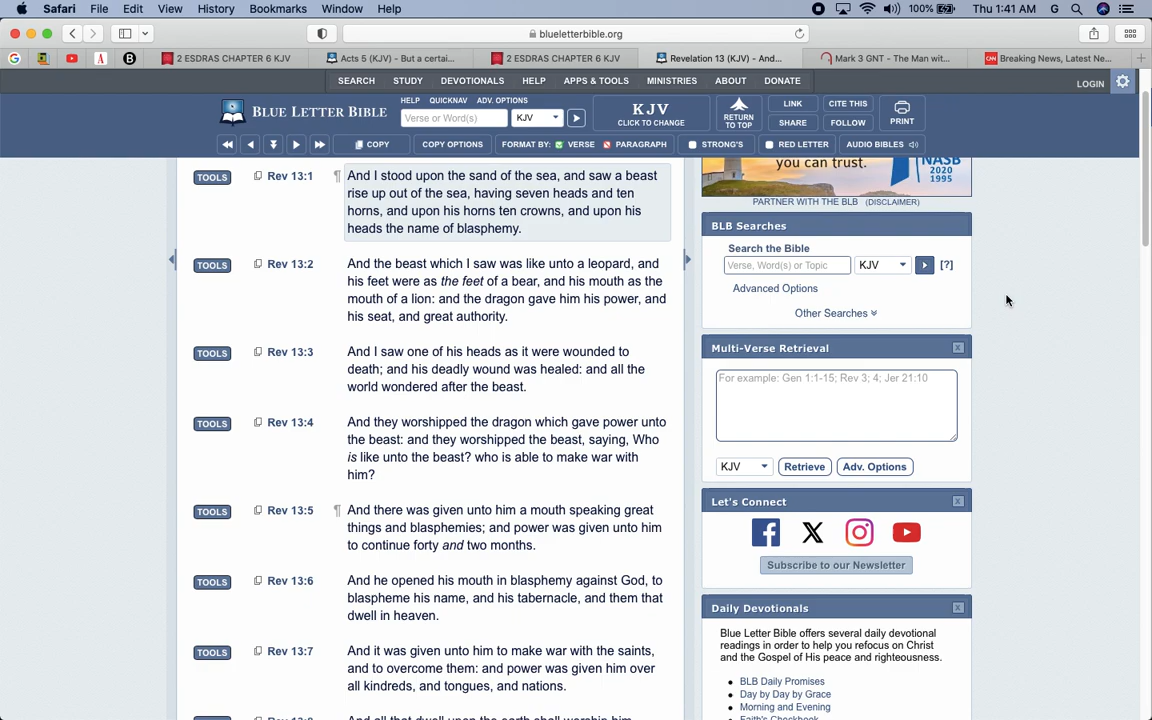 Safari File Edit View History Bookmarks Window Help 100% Thu 1:41 AM G
blueletterbible.org
2 ESDRAS CHAPTER 6 KJV Acts 5 (KJV) - But a certai... 2 ESDRAS CHAPTER 6 KJV Revelation 13 (KJV) - And... Mark 3 GNT - The Man wit... Breaking News, Latest Ne...
SEARCH STUDY DEVOTIONALS HELP APPS & TOOLS MINISTRIES ABOUT DONATE LOGIN
BLUE LETTER BIBLE
HELP QUICKNAV ADV. OPTIONS
Verse or Word(s) KJV
KJV
CLICK TO CHANGE
RETURN
TO TOP
LINK CITE THIS
SHARE FOLLOW
PRINT
COPY COPY OPTIONS FORMAT BY: VERSE PARAGRAPH STRONG'S RED LETTER AUDIO BIBLES
TOOLS Rev 13:1 ¶ And I stood upon the sand of the sea, and saw a beast
rise up out of the sea, having seven heads and ten
horns, and upon his horns ten crowns, and upon his
heads the name of blasphemy.
TOOLS Rev 13:2 And the beast which I saw was like unto a leopard, and
his feet were as the feet of a bear, and his mouth as the
mouth of a lion: and the dragon gave him his power, and
his seat, and great authority.
TOOLS Rev 13:3 And I saw one of his heads as it were wounded to
death; and his deadly wound was healed: and all the
world wondered after the beast.
TOOLS Rev 13:4 And they worshipped the dragon which gave power unto
the beast: and they worshipped the beast, saying, Who
is like unto the beast? who is able to make war with
him?
TOOLS Rev 13:5 ¶ And there was given unto him a mouth speaking great
things and blasphemies; and power was given unto him
to continue forty and two months.
TOOLS Rev 13:6 And he opened his mouth in blasphemy against God, to
blaspheme his name, and his tabernacle, and them that
dwell in heaven.
TOOLS Rev 13:7 And it was given unto him to make war with the saints,
and to overcome them: and power was given him over
all kindreds, and tongues, and nations.
you can trust.
NASB
2020
1995
PARTNER WITH THE BLB (DISCLAIMER)
BLB Searches
Search the Bible
Verse, Word(s) or Topic KJV [?]
Advanced Options
Other Searches
Multi-Verse Retrieval
For example: Gen 1:1-15; Rev 3; 4; Jer 21:10
KJV Retrieve Adv. Options
Let's Connect
Subscribe to our Newsletter
Daily Devotionals
Blue Letter Bible offers several daily devotional
readings in order to help you refocus on Christ
and the Gospel of His peace and righteousness.
BLB Daily Promises
Day by Day by Grace
Morning and Evening